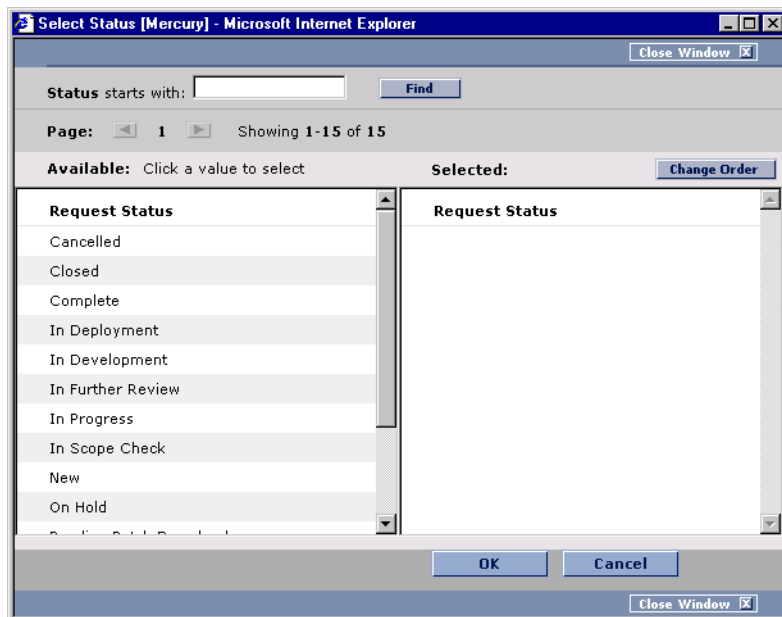 Select Status [Mercury] - Microsoft Internet Explorer
Close Window
Status starts with:
Find
Page: 1 Showing 1-15 of 15
Available: Click a value to select
Selected:
Change Order
Request Status
Cancelled
Closed
Complete
In Deployment
In Development
In Further Review
In Progress
In Scope Check
New
On Hold
Request Status
OK
Cancel
Close Window